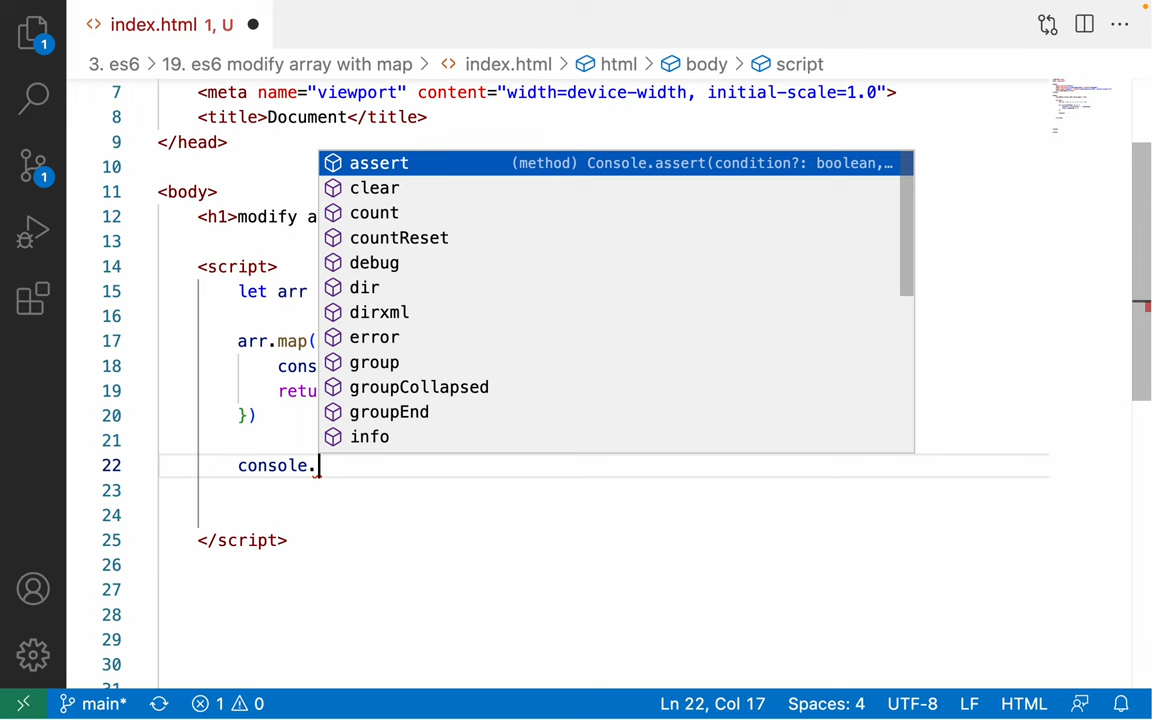 index.html 1, U
1
3. es6 > 19. es6 modify array with map > <> index.html > html > body > script
7 <meta name="viewport" content="width=device-width, initial-scale=1.0">
8 <title>Document</title>
9 </head>
10
11 <body>
12 <h1>modify a
13
14 <script>
15 let arr
16
17 arr.map(
18 cons
19 retu
20 })
21
22 console.
23
24
25 </script>
26
27
28
29
30
assert (method) Console.assert(condition?: boolean,…
clear
count
countReset
debug
dir
dirxml
error
group
groupCollapsed
groupEnd
info
1
main* 1 0 Ln 22, Col 17 Spaces: 4 UTF-8 LF HTML